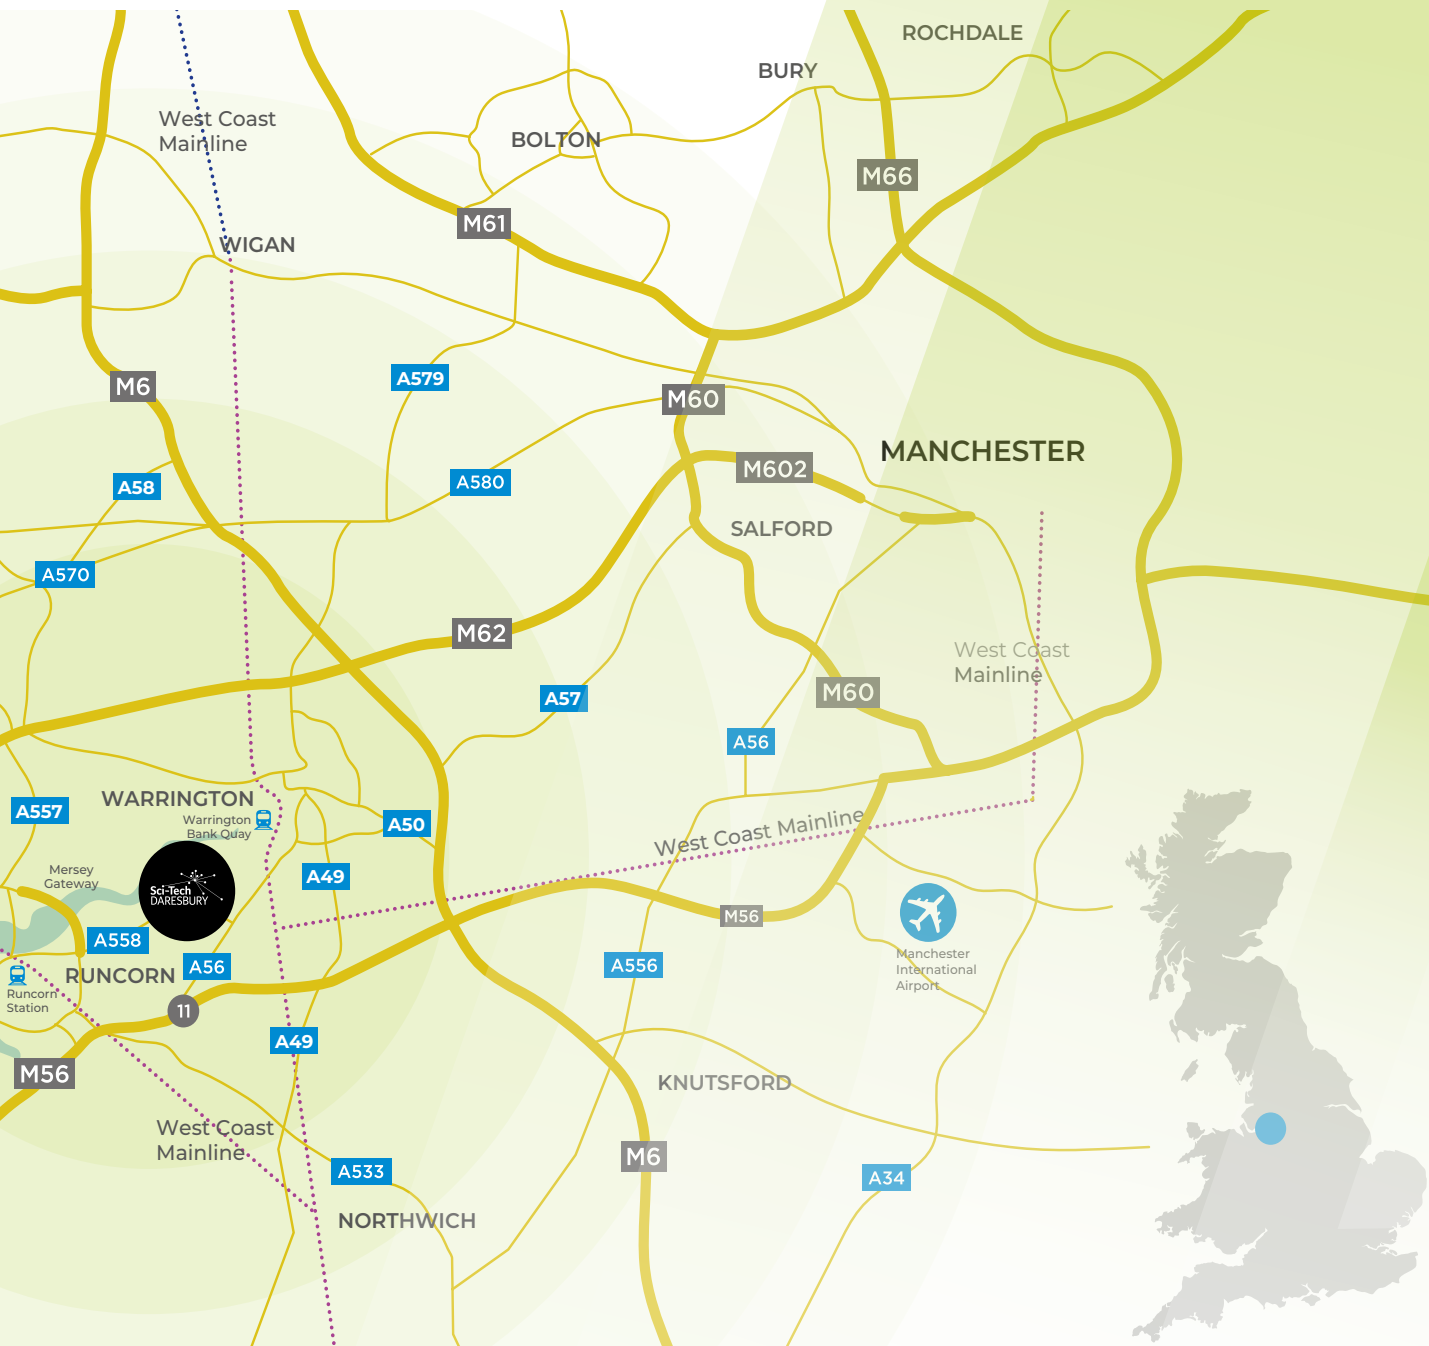 ROCHDALE
BURY
West Coast
Mainline
BOLTON
M66
M61
WIGAN
M6
A579
M60
MANCHESTER
M602
A58
A580
SALFORD
A570
M62
West Coast
Mainline
M60
A57
A56
WARRINGTON
A557
Warrington
Bank Quay
A50
West Coast Mainline
Mersey
Gateway
A49
Sci-Tech
DARESBURY
M56
A558
Manchester
International
Airport
RUNCORN
A56
A556
Runcorn
Station
11
A49
M56
KNUTSFORD
West Coast
Mainline
M6
A533
A34
NORTHWICH